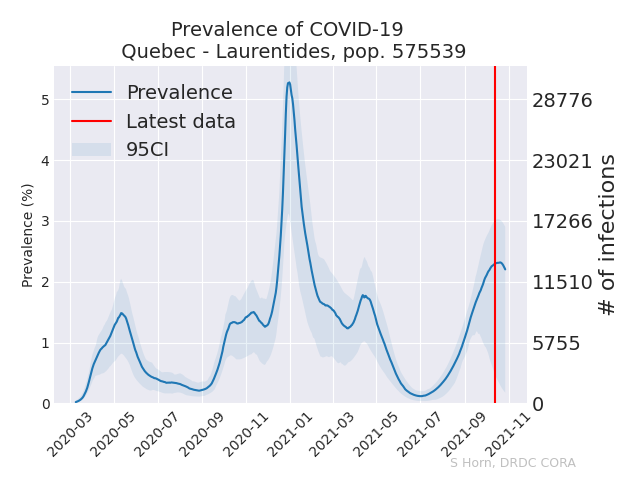 Prevalence of COVID-19
Quebec - Laurentides, pop. 575539
Prevalence
Latest data
95CI
Prevalence (%)
5
4
3
2
1
0
28776
23021
17266
11510
5755
0
# of infections
2020-03
2020-05
2020-07
2020-09
2020-11
2021-01
2021-03
2021-05
2021-07
2021-09
2021-11
S Horn, DRDC CORA